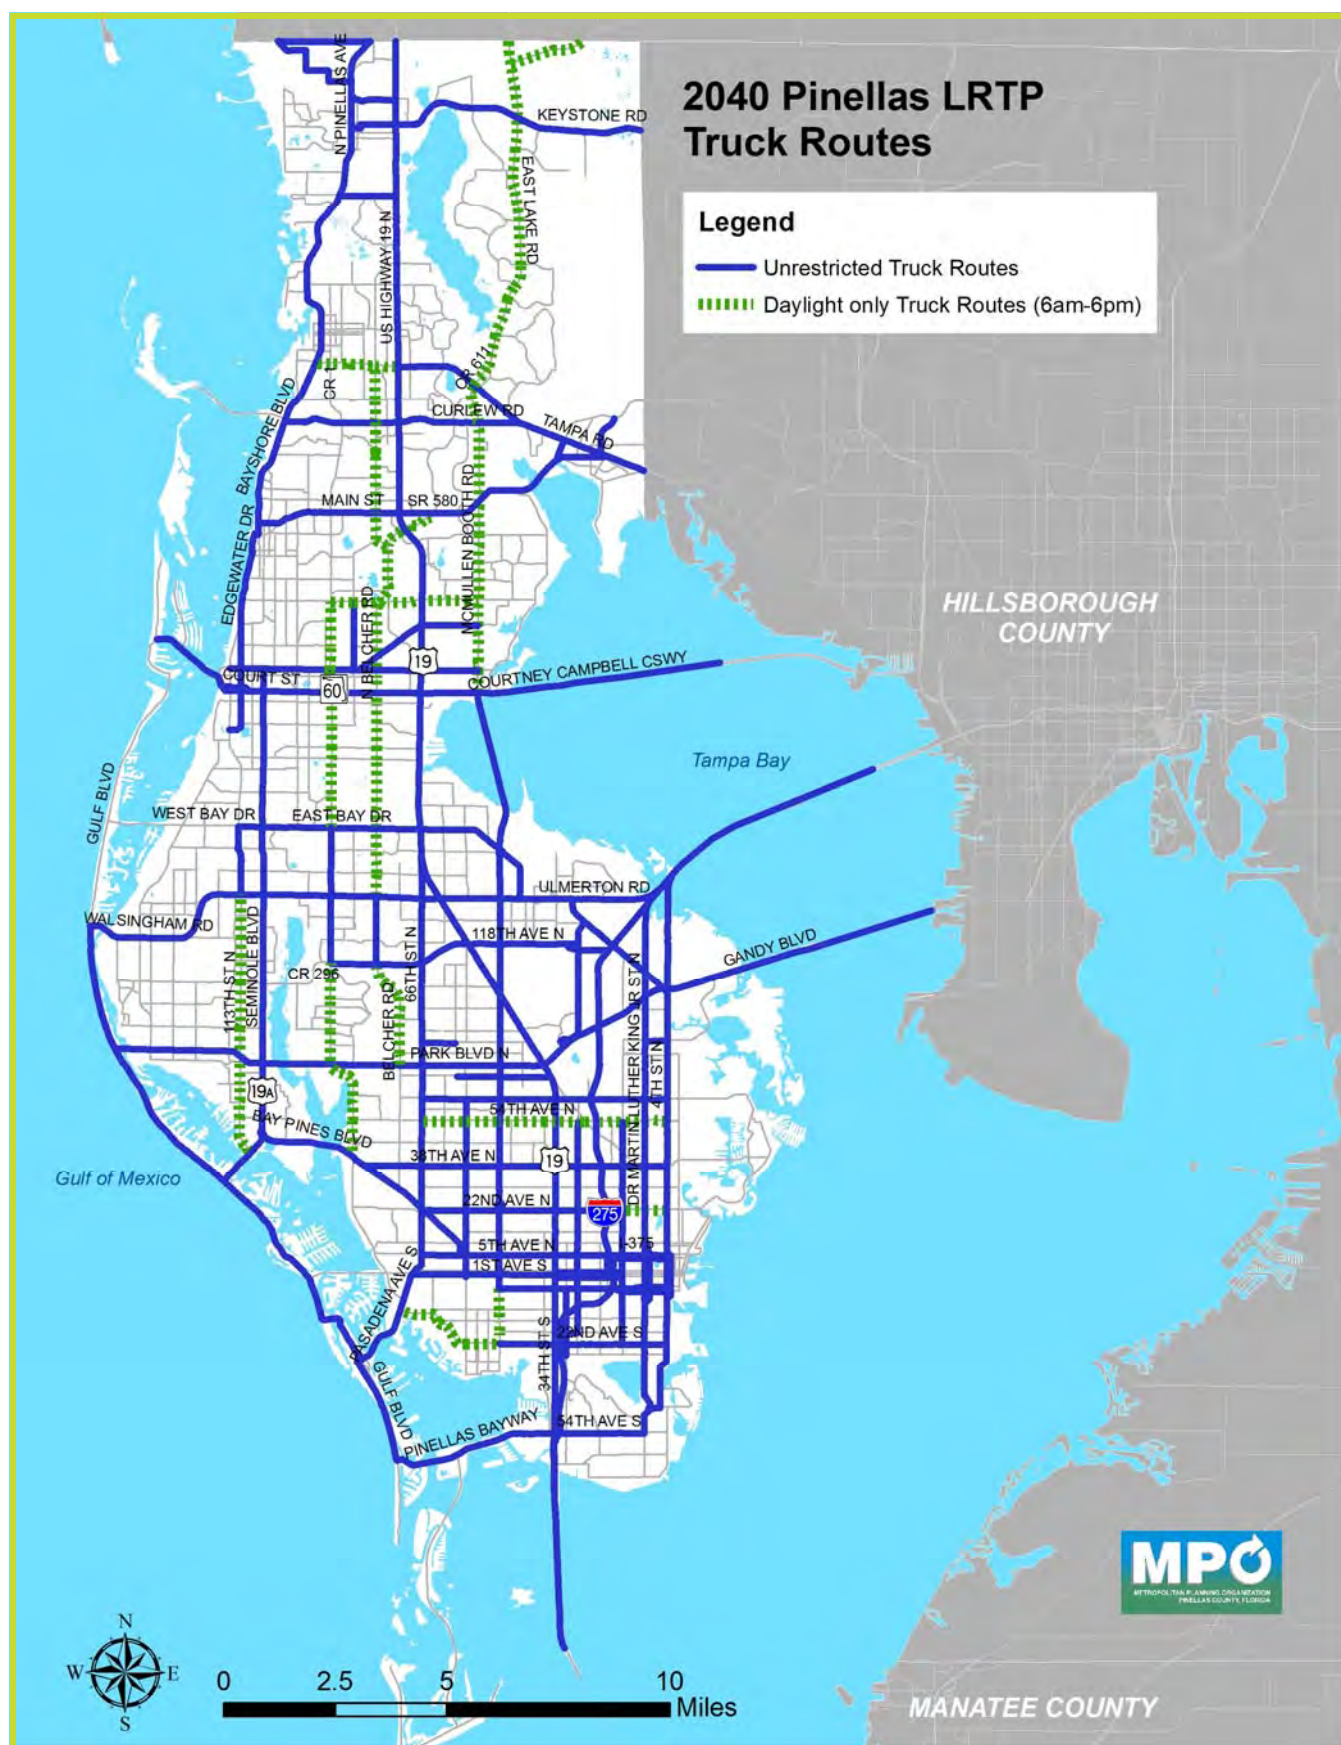 2040 Pinellas LRTP
Truck Routes
Legend
Unrestricted Truck Routes
Daylight only Truck Routes (6am-6pm)
N PINELLAS AVE
KEYSTONE RD
EAST LAKE RD
US HIGHWAY 19 N
CR 1
CR 611
BAYSHORE BLVD
CURLEW RD
TAMPA RD
MAIN ST
SR 580
MCMULLEN BOOTH RD
EDGEWATER DR
HILLSBOROUGH
COUNTY
N BELCHER RD
19
COURT ST
60
COURTNEY CAMPBELL CSWY
Tampa Bay
GULF BLVD
WEST BAY DR
EAST BAY DR
ULMERTON RD
WALSINGHAM RD
118TH AVE N
GANDY BLVD
113TH ST N
SEMINOLE BLVD
CR 296
66TH ST N
BELCHER RD
PARK BLVD N
DR MARTIN LUTHER KING JR ST N
4TH ST N
19A
54TH AVE N
BAY PINES BLVD
38TH AVE N
19
Gulf of Mexico
22ND AVE N
275
5TH AVE N
I-375
1ST AVE S
PASADENA AVE S
22ND AVE S
34TH ST S
GULF BLVD
PINELLAS BAYWAY
54TH AVE S
MPO
METROPOLITAN PLANNING ORGANIZATION
PINELLAS COUNTY, FLORIDA
N
W E
S
0 2.5 5 10
Miles
MANATEE COUNTY